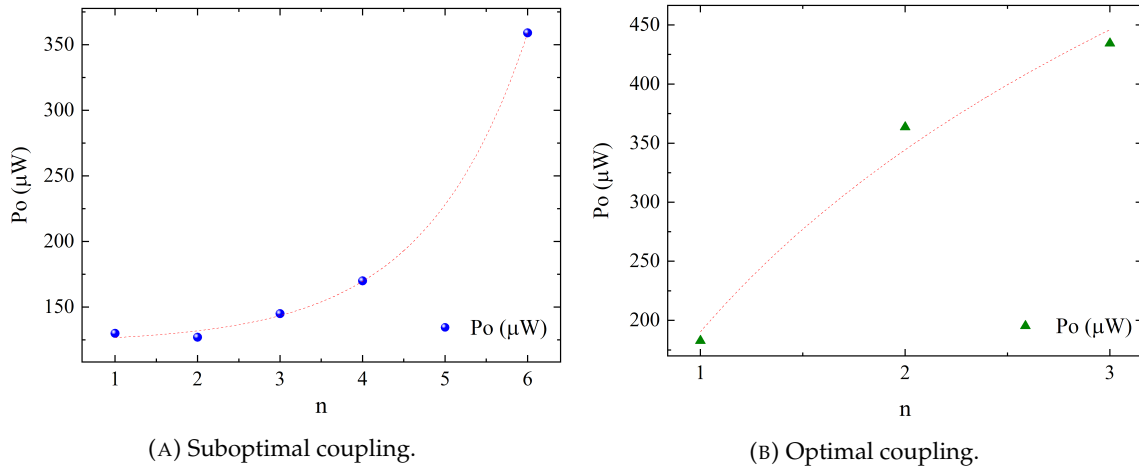 350
300
250
200
150
Po (µW)
Po (µW)
1 2 3 4 5 6
n
(A) Suboptimal coupling.
450
400
350
300
250
200
Po (µW)
Po (µW)
1 2 3
n
(B) Optimal coupling.